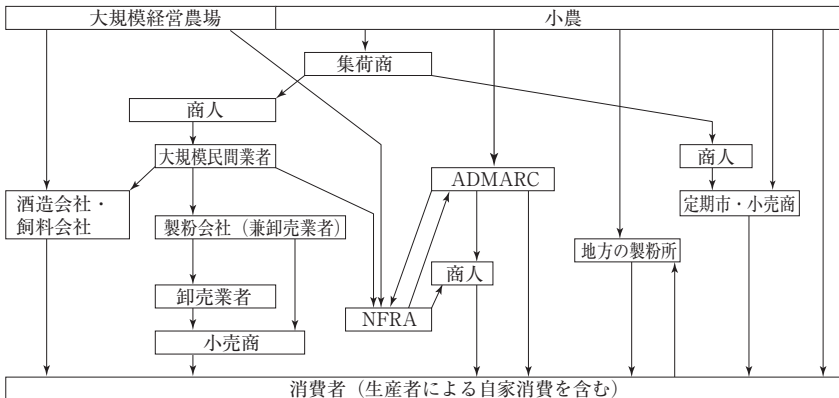 大規模経営農場
小農
集荷商
商人
大規模民間業者
商人
ADMARC
酒造会社・
飼料会社
定期市・小売商
製粉会社（兼卸売業者）
地方の製粉所
商人
卸売業者
NFRA
小売商
消費者（生産者による自家消費を含む）